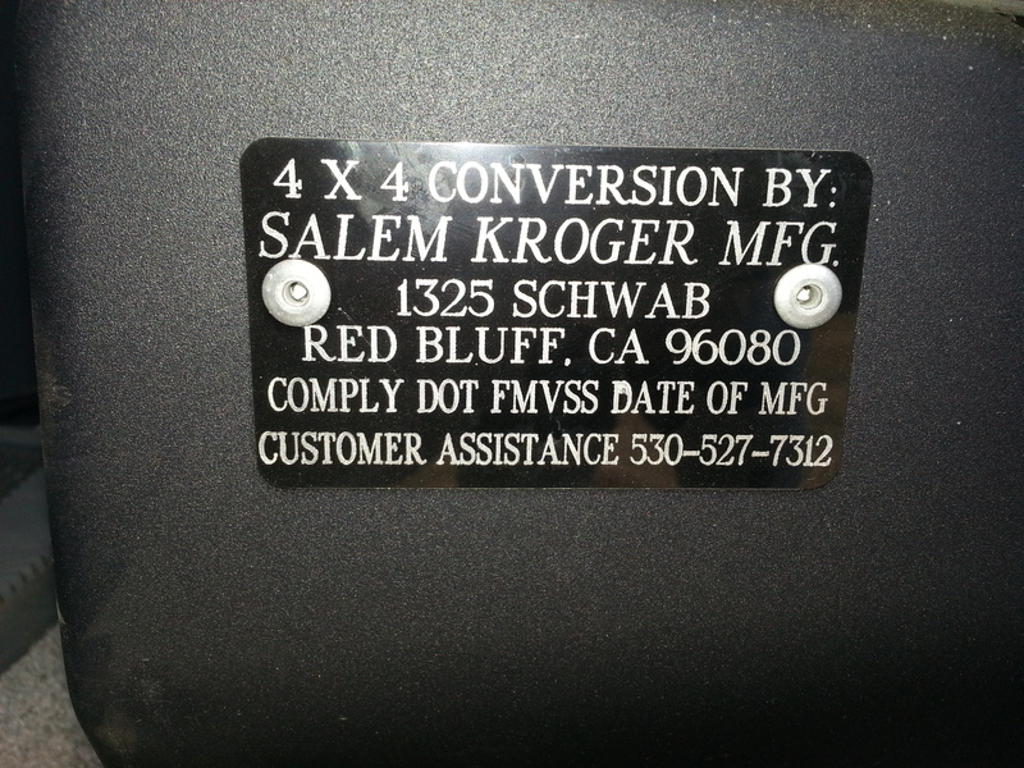 4 X 4 CONVERSION BY:
SALEM KROGER MFG.
1325 SCHWAB
RED BLUFF, CA 96080
COMPLY DOT FMVSS DATE OF MFG
CUSTOMER ASSISTANCE 530-527-7312